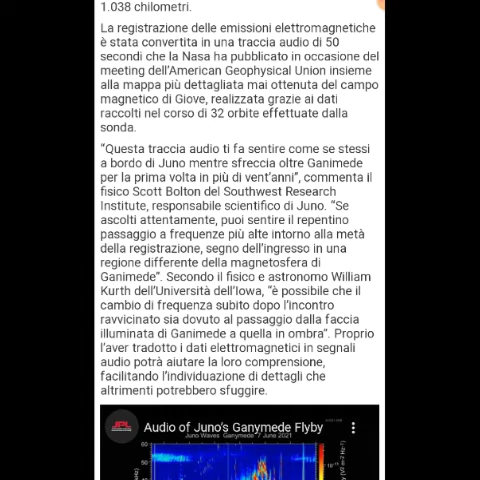 1.038 chilometri.
La registrazione delle emissioni elettromagnetiche
è stata convertita in una traccia audio di 50
secondi che la Nasa ha pubblicato in occasione del
meeting dell'American Geophysical Union insieme
alla mappa più dettagliata mai ottenuta del campo
magnetico di Giove, realizzata grazie ai dati
raccolti nel corso di 32 orbite effettuate dalla
sonda.
“Questa traccia audio ti fa sentire come se stessi
a bordo di Juno mentre sfreccia oltre Ganimede
per la prima volta in più di vent'anni”, commenta il
fisico Scott Bolton del Southwest Research
Institute, responsabile scientifico di Juno. “Se
ascolti attentamente, puoi sentire il repentino
passaggio a frequenze più alte intorno alla metà
della registrazione, segno dell'ingresso in una
regione differente della magnetosfera di
Ganimede”. Secondo il fisico e astronomo William
Kurth dell'Università dell'Iowa, “è possibile che il
cambio di frequenza subito dopo l'incontro
ravvicinato sia dovuto al passaggio dalla faccia
illuminata di Ganimede a quella in ombra”. Proprio
l'aver tradotto i dati elettromagnetici in segnali
audio potrà aiutare la loro comprensione,
facilitando l'individuazione di dettagli che
altrimenti potrebbero sfuggire.
JPL
Audio of Juno's Ganymede Flyby
Juno Waves Ganymede 7 June 2021
60
50
40